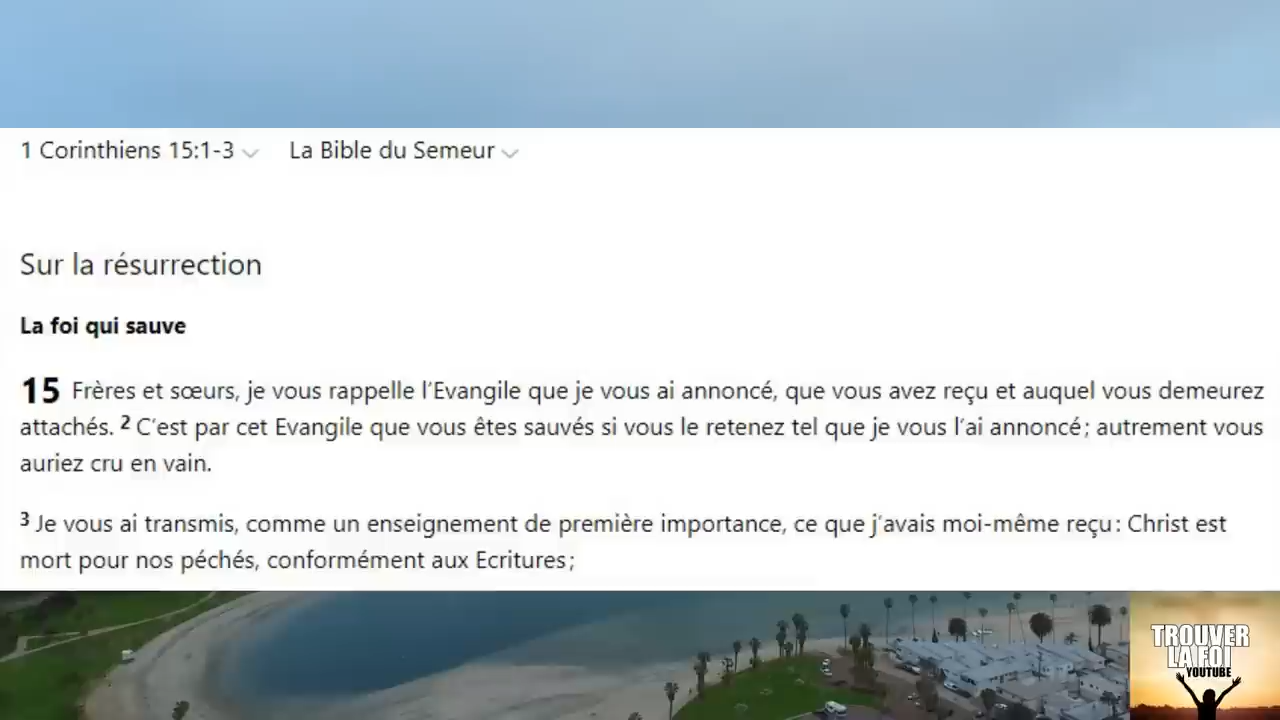 1 Corinthiens 15:1-3 La Bible du Semeur
Sur la résurrection
La foi qui sauve
15 Frères et sœurs, je vous rappelle l'Evangile que je vous ai annoncé, que vous avez reçu et auquel vous demeurez
attachés. 2 C'est par cet Evangile que vous êtes sauvés si vous le retenez tel que je vous l'ai annoncé ; autrement vous
auriez cru en vain.
3 Je vous ai transmis, comme un enseignement de première importance, ce que j'avais moi-même reçu : Christ est
mort pour nos péchés, conformément aux Ecritures ;
TROUVER
LA FOI
YOUTUBE